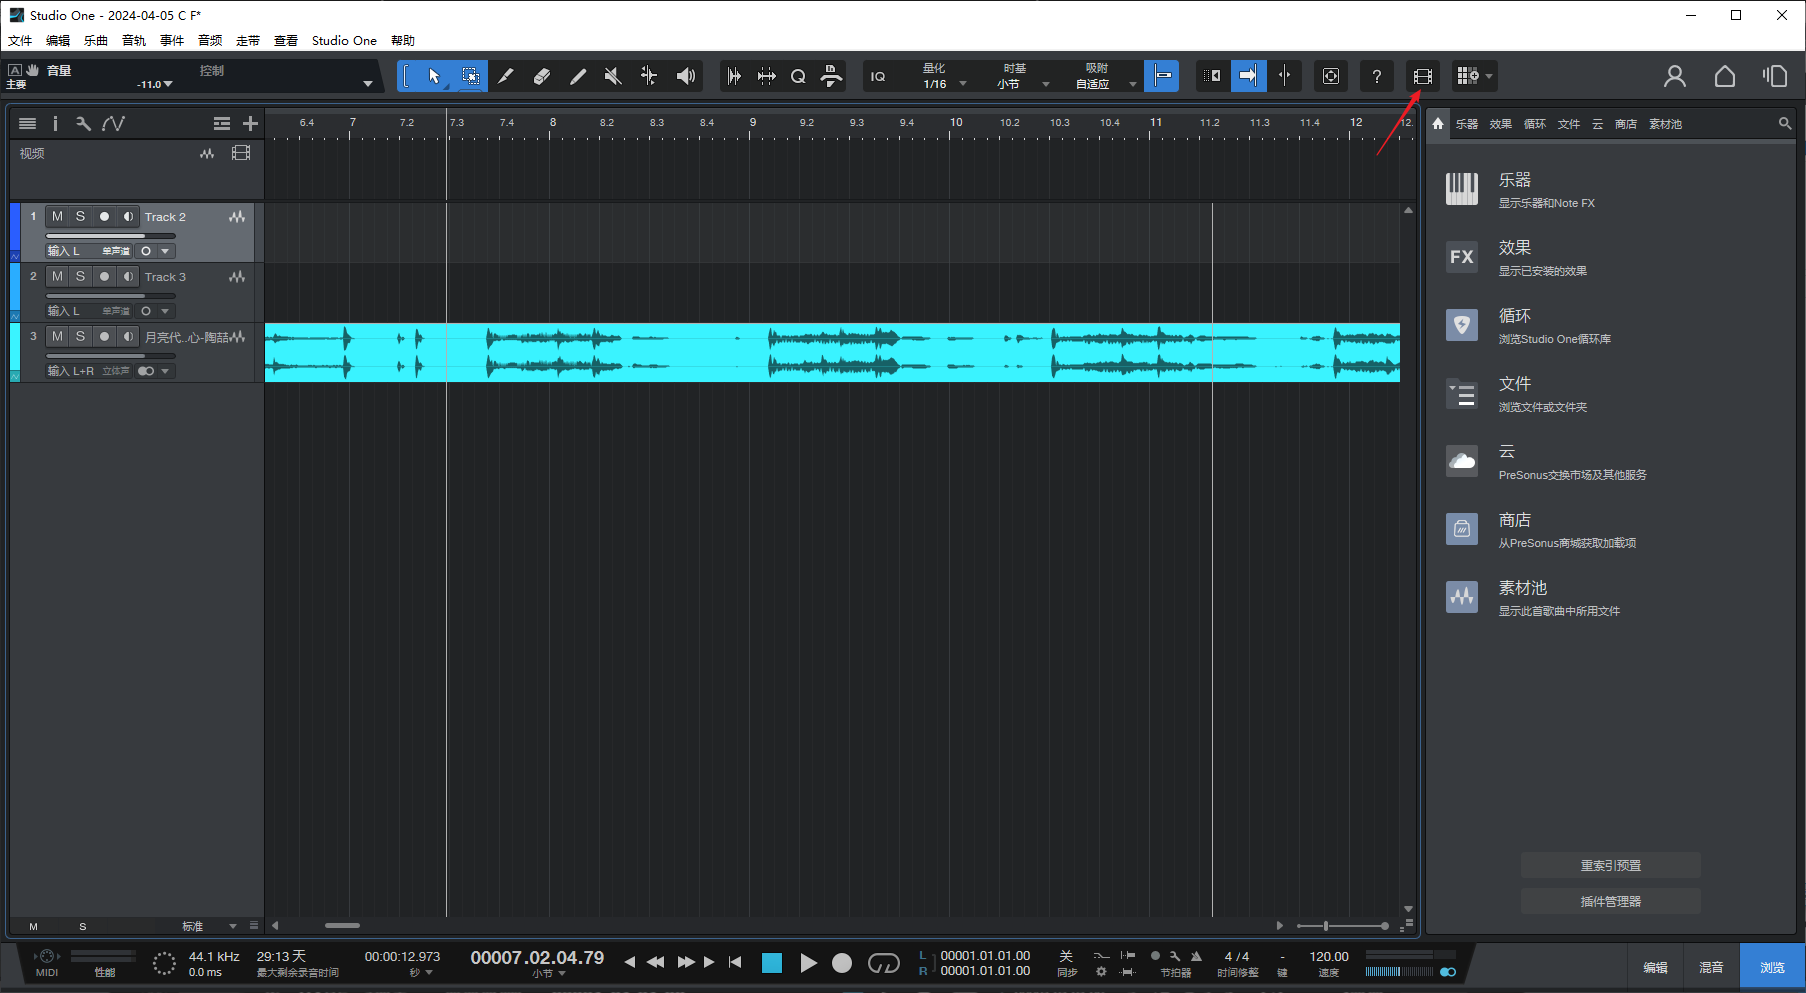 Studio One - 2024-04-05 C F*
文件 编辑 乐曲 音轨 事件 音频 走带 查看 Studio One 帮助
A 音量 控制
主要 -11.0
IQ 量化 时基 吸附
1/16 小节 自适应
?
6.4 7 7.2 7.3 7.4 8 8.2 8.3 8.4 9 9.2 9.3 9.4 10 10.2 10.3 10.4 11 11.2 11.3 11.4 12 12.
视频
1 M S Track 2
输入 L 单声道
2 M S Track 3
输入 L 单声道
3 M S 月亮代..心-陶喆
输入 L+R 立体声
M S 标准
乐器 效果 循环 文件 云 商店 素材池
乐器
显示乐器和Note FX
FX
效果
显示已安装的效果
循环
浏览Studio One循环库
文件
浏览文件或文件夹
云
PreSonus交换市场及其他服务
商店
从PreSonus商城获取加载项
素材池
显示此首歌曲中所用文件
重索引预置
插件管理器
MIDI 性能
44.1 kHz
0.0 ms
29:13 天
最大剩余录音时间
00:00:12.973
秒
00007.02.04.79
小节
L 00001.01.01.00
R 00001.01.01.00
关
同步
节拍器
4 / 4
时间修整
-
键
120.00
速度
编辑 混音 浏览